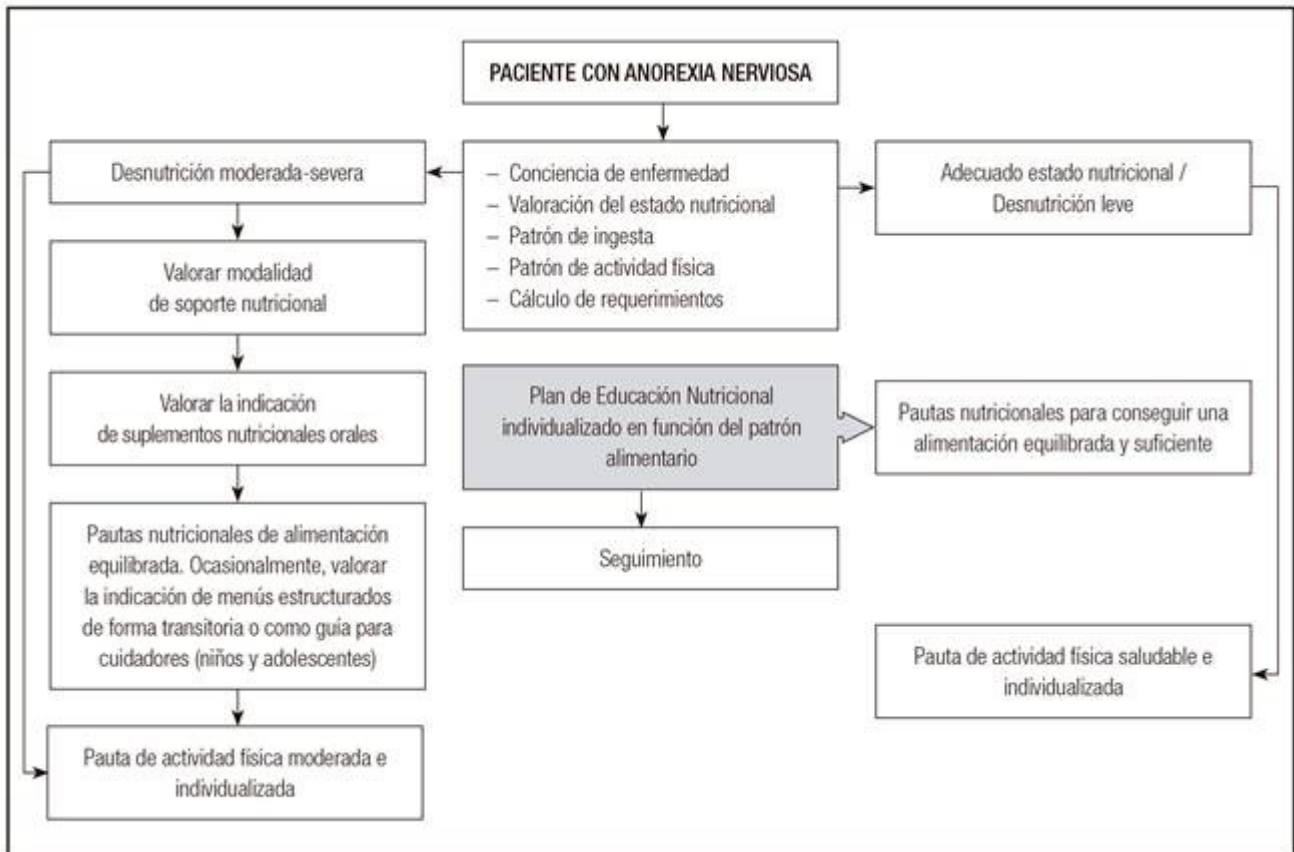 PACIENTE CON ANOREXIA NERVIOSA
Desnutrición moderada-severa
– Conciencia de enfermedad
– Valoración del estado nutricional
– Patrón de ingesta
– Patrón de actividad física
– Cálculo de requerimientos
Adecuado estado nutricional /
Desnutrición leve
Valorar modalidad
de soporte nutricional
Valorar la indicación
de suplementos nutricionales orales
Plan de Educación Nutricional
individualizado en función del patrón
alimentario
Pautas nutricionales para conseguir una
alimentación equilibrada y suficiente
Pautas nutricionales de alimentación
equilibrada. Ocasionalmente, valorar
la indicación de menús estructurados
de forma transitoria o como guía para
cuidadores (niños y adolescentes)
Seguimiento
Pauta de actividad física saludable e
individualizada
Pauta de actividad física moderada e
individualizada